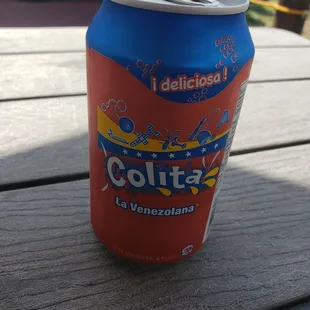 ¡ deliciosa !
Colita
La Venezolana